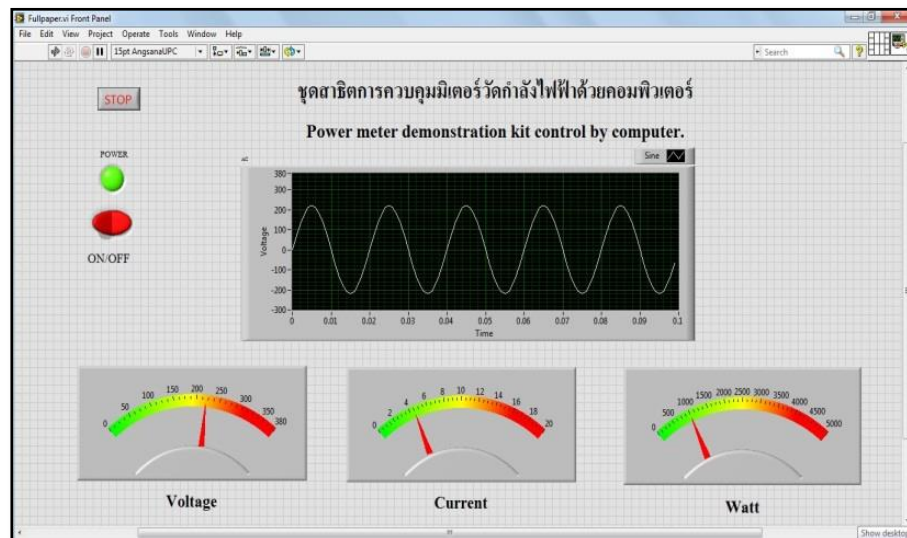 Fullpaper.vi Front Panel
File Edit View Project Operate Tools Window Help
15pt AngsanaUPC
Search
ชุดสาธิตการควบคุมมิเตอร์วัดกำลังไฟฟ้าด้วยคอมพิวเตอร์
STOP
Power meter demonstration kit control by computer.
POWER
ON/OFF
Sine
Voltage
380
300
200
100
0
-100
-200
-300
0 0.01 0.02 0.03 0.04 0.05 0.06 0.07 0.08 0.09 0.1
Time
0 50 100 150 200 250 300 350 380
Voltage
0 2 4 6 8 10 12 14 16 18 20
Current
0 500 1000 1500 2000 2500 3000 3500 4000 4500 5000
Watt
Show desktop